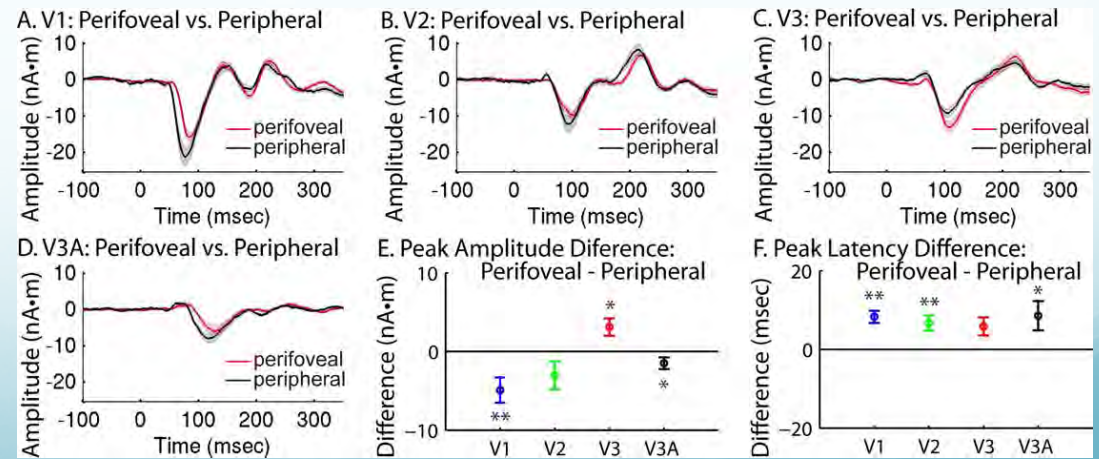 A. V1: Perifoveal vs. Peripheral
Amplitude (nA•m)
10
0
-10
-20
perifoveal
peripheral
-100 0 100 200 300
Time (msec)
B. V2: Perifoveal vs. Peripheral
Amplitude (nA•m)
10
0
-10
-20
perifoveal
peripheral
-100 0 100 200 300
Time (msec)
C. V3: Perifoveal vs. Peripheral
Amplitude (nA•m)
10
0
-10
-20
perifoveal
peripheral
-100 0 100 200 300
Time (msec)
D. V3A: Perifoveal vs. Peripheral
Amplitude (nA•m)
10
0
-10
-20
perifoveal
peripheral
-100 0 100 200 300
Time (msec)
E. Peak Amplitude Diference:
Perifoveal - Peripheral
Difference (nA•m)
10
0
−10
**
*
*
V1 V2 V3 V3A
F. Peak Latency Difference:
Perifoveal - Peripheral
Difference (msec)
20
0
−20
** ** *
V1 V2 V3 V3A